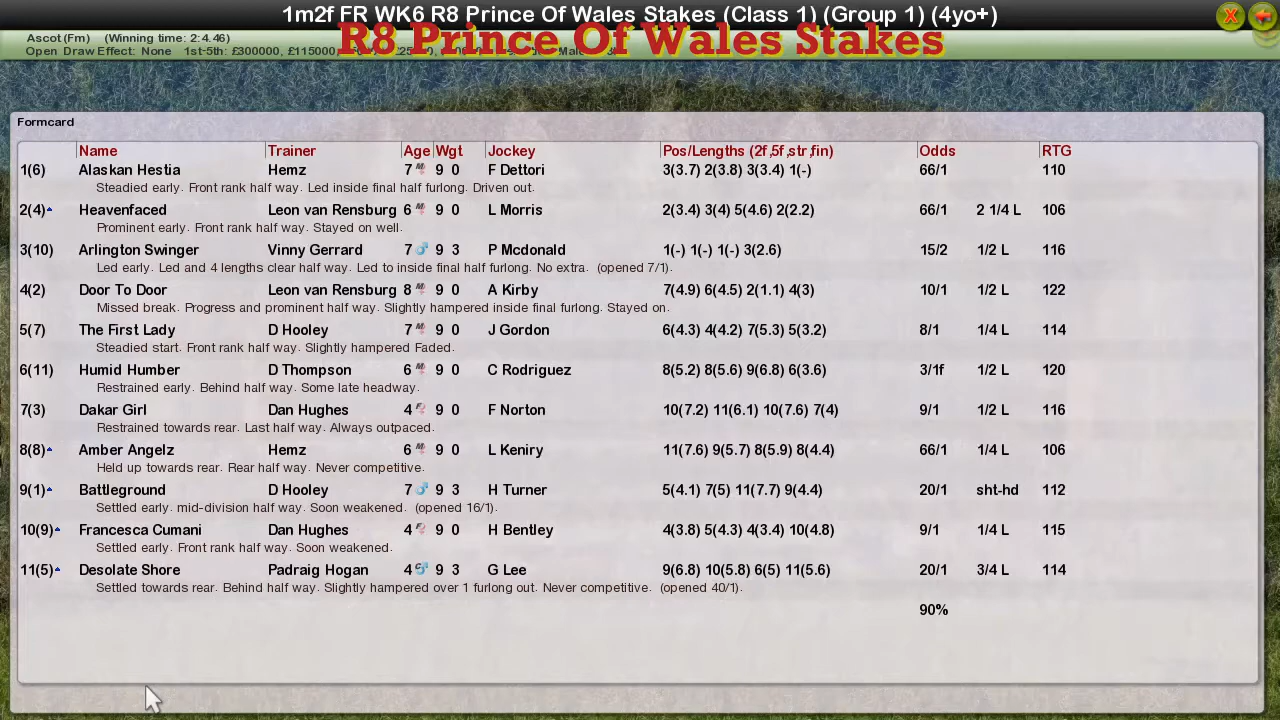 1m2f FR WK6 R8 Prince Of Wales Stakes (Class 1) (Group 1) (4yo+)
R8 Prince Of Wales Stakes
Ascot (Fm) (Winning time: 2:4.46)
Open Draw Effect: None 1st-5th: £300000, £115000,
Formcard
Name Trainer Age Wgt Jockey Pos/Lengths (2f,5f,str,fin) Odds RTG
1(6) Alaskan Hestia Hemz 7 9 0 F Dettori 3(3.7) 2(3.8) 3(3.4) 1(-) 66/1 110
Steadied early. Front rank half way. Led inside final half furlong. Driven out.
2(4) Heavenfaced Leon van Rensburg 6 9 0 L Morris 2(3.4) 3(4) 5(4.6) 2(2.2) 66/1 2 1/4 L 106
Prominent early. Front rank half way. Stayed on well.
3(10) Arlington Swinger Vinny Gerrard 7 9 3 P Mcdonald 1(-) 1(-) 1(-) 3(2.6) 15/2 1/2 L 116
Led early. Led and 4 lengths clear half way. Led to inside final half furlong. No extra. (opened 7/1).
4(2) Door To Door Leon van Rensburg 8 9 0 A Kirby 7(4.9) 6(4.5) 2(1.1) 4(3) 10/1 1/2 L 122
Missed break. Progress and prominent half way. Slightly hampered inside final furlong. Stayed on.
5(7) The First Lady D Hooley 7 9 0 J Gordon 6(4.3) 4(4.2) 7(5.3) 5(3.2) 8/1 1/4 L 114
Steadied start. Front rank half way. Slightly hampered Faded.
6(11) Humid Humber D Thompson 6 9 0 C Rodriguez 8(5.2) 8(5.6) 9(6.8) 6(3.6) 3/1f 1/2 L 120
Restrained early. Behind half way. Some late headway.
7(3) Dakar Girl Dan Hughes 4 9 0 F Norton 10(7.2) 11(6.1) 10(7.6) 7(4) 9/1 1/2 L 116
Restrained towards rear. Last half way. Always outpaced.
8(8) Amber Angelz Hemz 6 9 0 L Keniry 11(7.6) 9(5.7) 8(5.9) 8(4.4) 66/1 1/4 L 106
Held up towards rear. Rear half way. Never competitive.
9(1) Battleground D Hooley 7 9 3 H Turner 5(4.1) 7(5) 11(7.7) 9(4.4) 20/1 sht-hd 112
Settled early. mid-division half way. Soon weakened. (opened 16/1).
10(9) Francesca Cumani Dan Hughes 4 9 0 H Bentley 4(3.8) 5(4.3) 4(3.4) 10(4.8) 9/1 1/4 L 115
Settled early. Front rank half way. Soon weakened.
11(5) Desolate Shore Padraig Hogan 4 9 3 G Lee 9(6.8) 10(5.8) 6(5) 11(5.6) 20/1 3/4 L 114
Settled towards rear. Behind half way. Slightly hampered over 1 furlong out. Never competitive. (opened 40/1).
90%